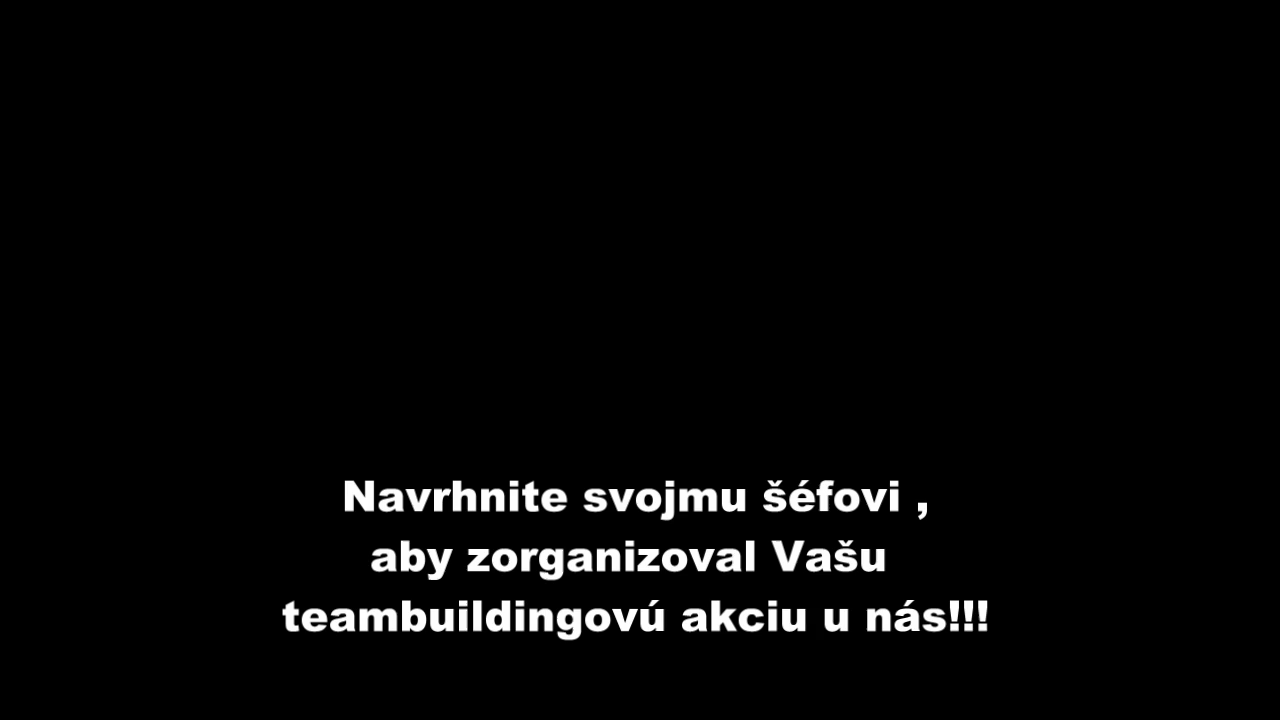 Navrhnite svojmu šéfovi ,
aby zorganizoval Vašu
teambuildingovú akciu u nás!!!